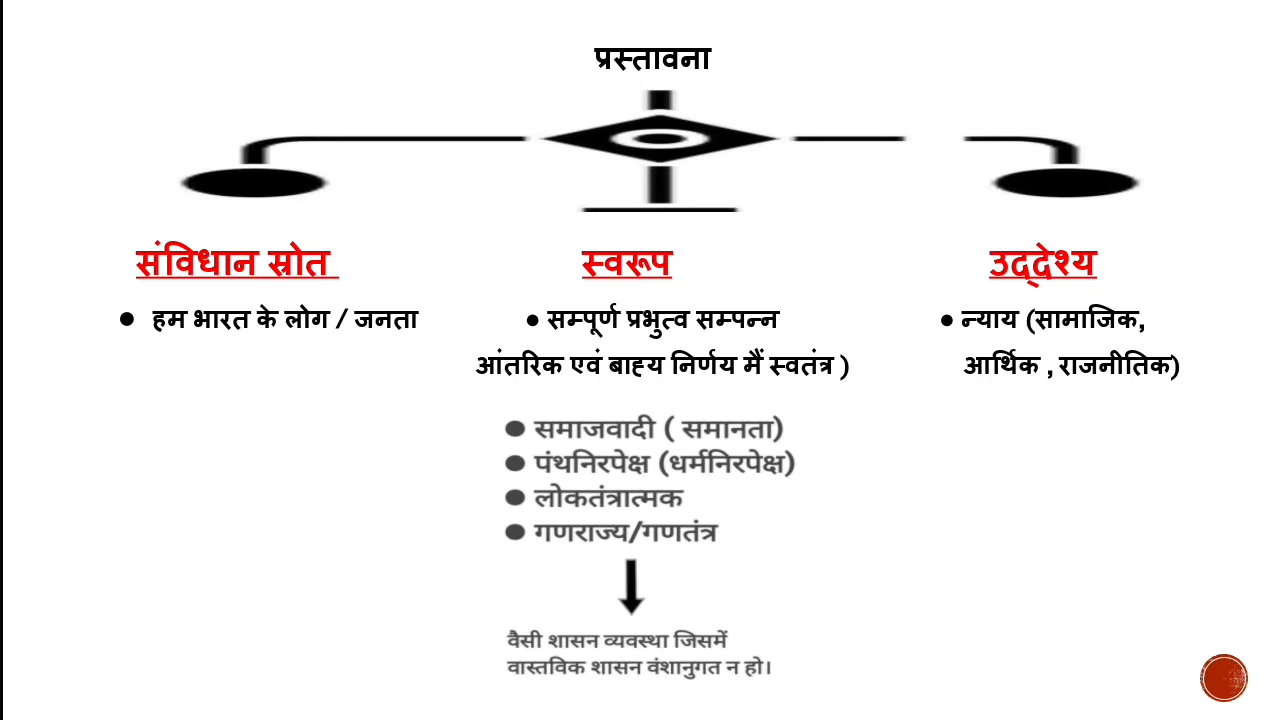 प्रस्तावना
संविधान स्रोत
● हम भारत के लोग / जनता
स्वरूप
● सम्पूर्ण प्रभुत्व सम्पन्न
आंतरिक एवं बाह्य निर्णय मैं स्वतंत्र )
● समाजवादी ( समानता)
● पंथनिरपेक्ष (धर्मनिरपेक्ष)
● लोकतंत्रात्मक
● गणराज्य/गणतंत्र
वैसी शासन व्यवस्था जिसमें
वास्तविक शासन वंशानुगत न हो।
उद्देश्य
● न्याय (सामाजिक,
आर्थिक , राजनीतिक)